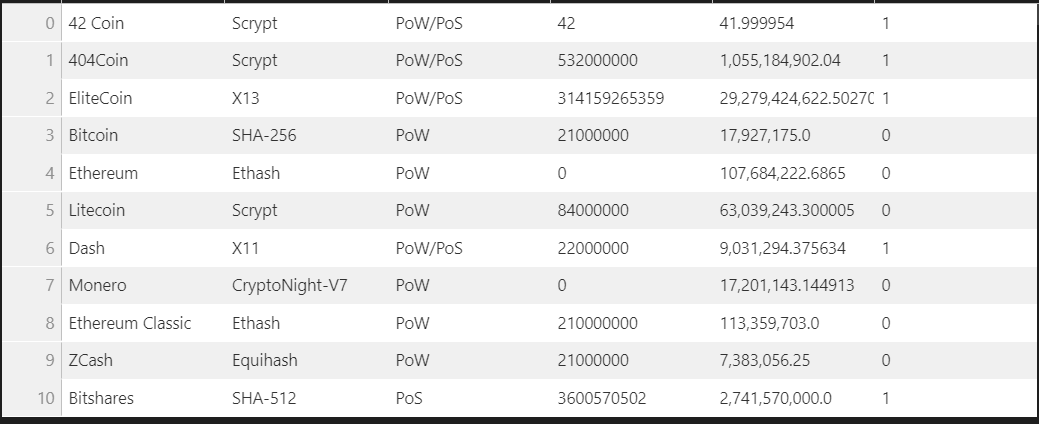 0 42 Coin Scrypt PoW/PoS 42 41.999954 1
1 404Coin Scrypt PoW/PoS 532000000 1,055,184,902.04 1
2 EliteCoin X13 PoW/PoS 314159265359 29,279,424,622.5027 1
3 Bitcoin SHA-256 PoW 21000000 17,927,175.0 0
4 Ethereum Ethash PoW 0 107,684,222.6865 0
5 Litecoin Scrypt PoW 84000000 63,039,243.300005 0
6 Dash X11 PoW/PoS 22000000 9,031,294.375634 1
7 Monero CryptoNight-V7 PoW 0 17,201,143.144913 0
8 Ethereum Classic Ethash PoW 210000000 113,359,703.0 0
9 ZCash Equihash PoW 21000000 7,383,056.25 0
10 Bitshares SHA-512 PoS 3600570502 2,741,570,000.0 1